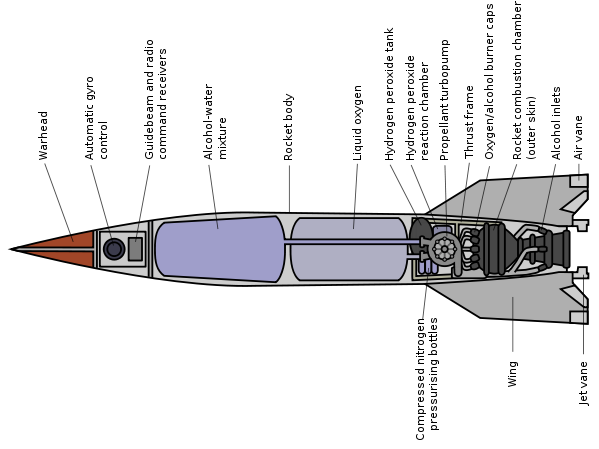 Warhead
Automatic gyro
control
Guidebeam and radio
command receivers
Alcohol-water
mixture
Rocket body
Liquid oxygen
Hydrogen peroxide tank
Hydrogen peroxide
reaction chamber
Propellant turbopump
Thrust frame
Oxygen/alcohol burner caps
Rocket combustion chamber
(outer skin)
Alcohol inlets
Air vane
Compressed nitrogen
pressurising bottles
Wing
Jet vane